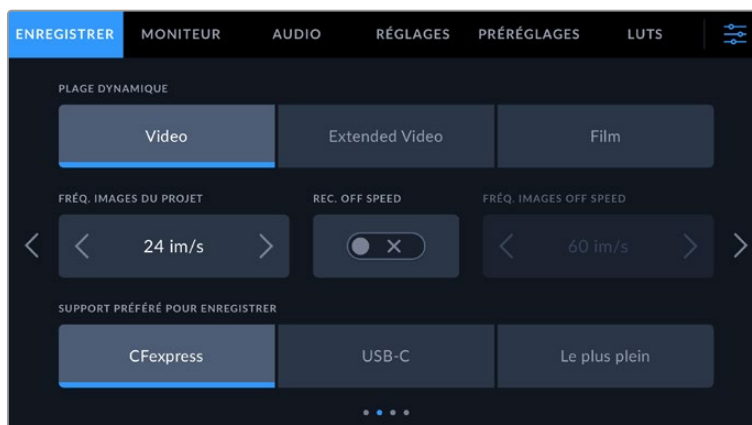 ENREGISTRER MONITEUR AUDIO RÉGLAGES PRÉRÉGLAGES LUTS
PLAGE DYNAMIQUE
Video Extended Video Film
FRÉQ. IMAGES DU PROJET REC. OFF SPEED FRÉQ. IMAGES OFF SPEED
24 im/s 60 im/s
SUPPORT PRÉFÉRÉ POUR ENREGISTRER
CFexpress USB-C Le plus plein